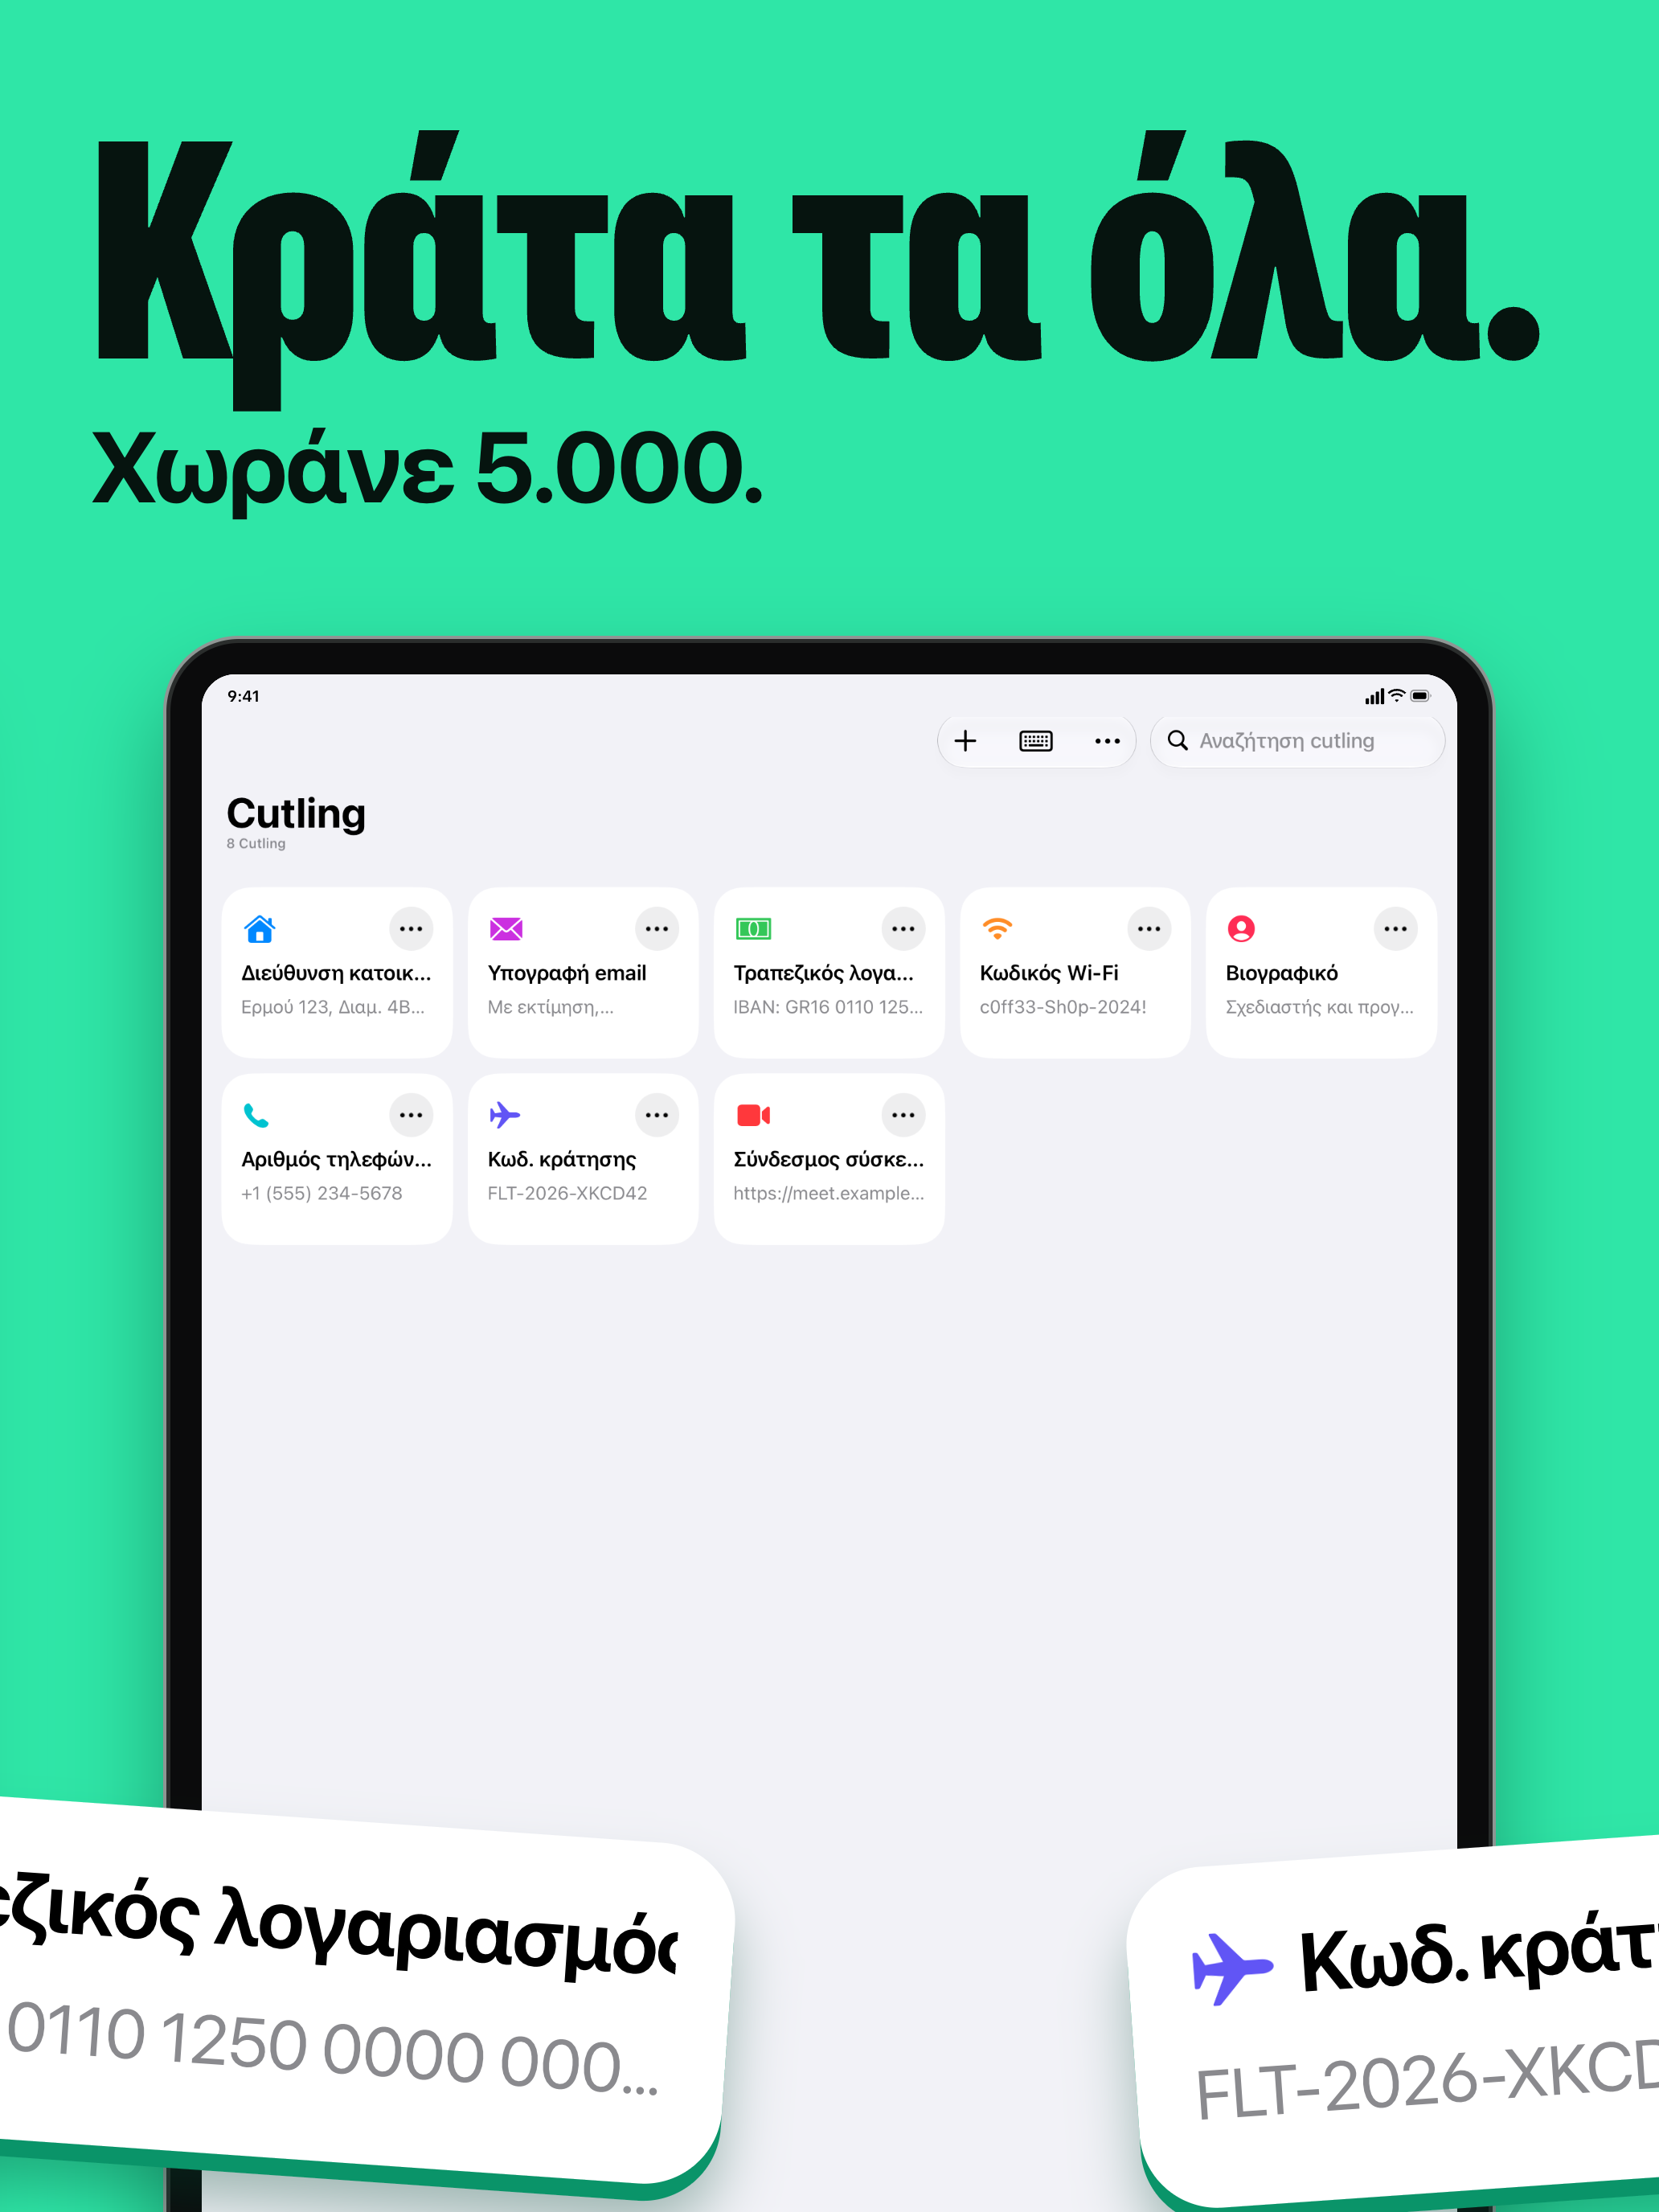 Κράτα τα όλα.
Χωράνε 5.000.
9:41
Αναζήτηση cutling
Cutling
8 Cutling
Διεύθυνση κατοικ...
Υπογραφή email
Τραπεζικός λογα...
Κωδικός Wi-Fi
Βιογραφικό
Ερμού 123, Διαμ. 4Β...
Με εκτίμηση,...
IBAN: GR16 0110 125...
c0ff33-Sh0p-2024!
Σχεδιαστής και προγ...
Αριθμός τηλεφών...
Κωδ. κράτησης
Σύνδεσμος σύσκε...
+1 (555) 234-5678
FLT-2026-XKCD42
https://meet.example...
εζικός λογαριασμός
0110 1250 0000 000...
Κωδ. κράτ
FLT-2026-XKCD